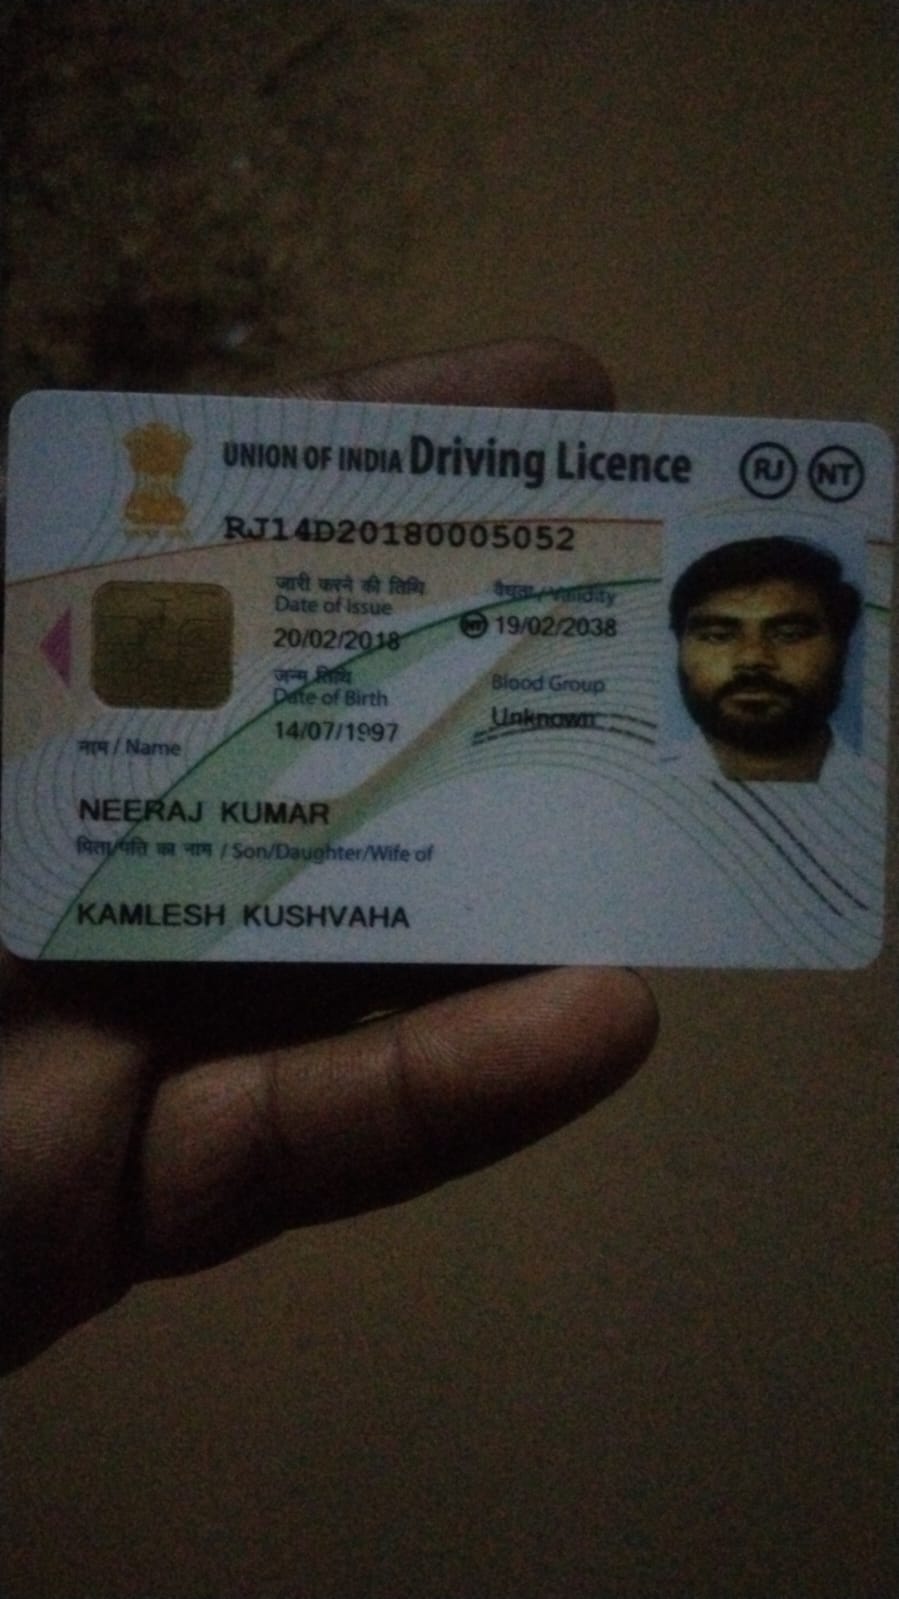 UNION OF INDIA Driving Licence RJ NT
RJ14D20180005052
जारी करने की तिथि वैधता / Validity
Date of Issue
20/02/2018 NT 19/02/2038
जन्म तिथि Blood Group
Date of Birth
14/07/1997 Unknown
नाम / Name
NEERAJ KUMAR
पिता/पति का नाम / Son/Daughter/Wife of
KAMLESH KUSHVAHA